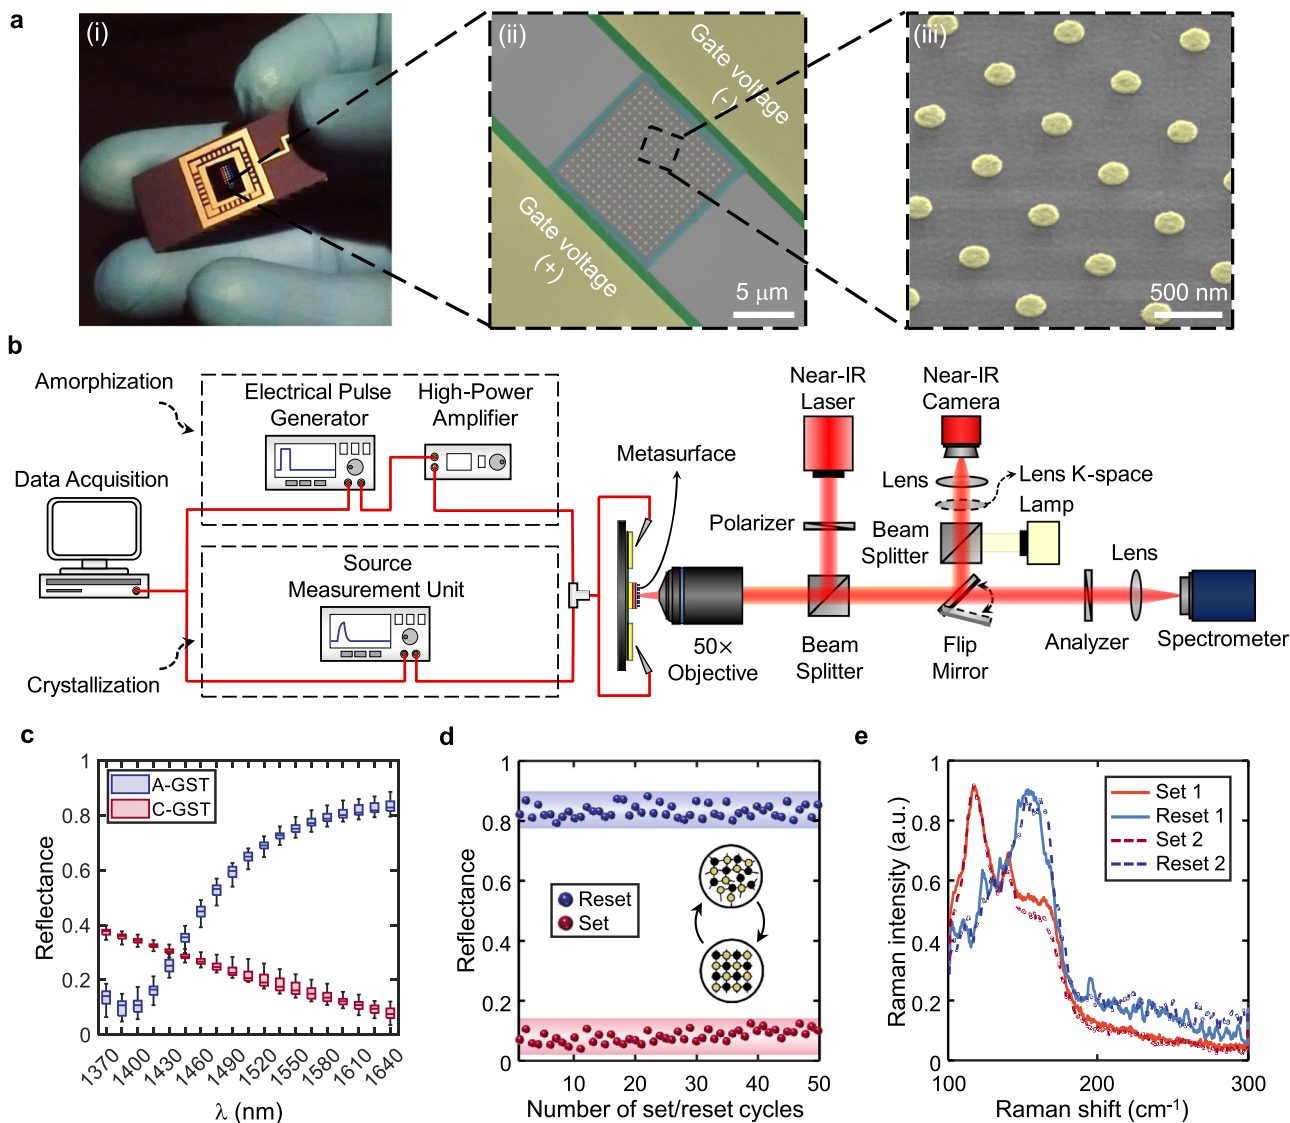 a
(i)
(ii)
(iii)
Gate voltage
(-)
Gate voltage
(+)
5 μm
500 nm
b
Amorphization
Electrical Pulse
Generator
High-Power
Amplifier
Near-IR
Laser
Near-IR
Camera
Data Acquisition
Metasurface
Lens
Lens K-space
Lamp
Polarizer
Beam
Splitter
Lens
Source
Measurement Unit
Crystallization
50×
Objective
Beam
Splitter
Flip
Mirror
Analyzer
Spectrometer
c
Reflectance
1
0.8
0.6
0.4
0.2
0
A-GST
C-GST
1370
1400
1430
1460
1490
1520
1550
1580
1610
1640
λ (nm)
d
Reflectance
1
0.8
0.6
0.4
0.2
0
Reset
Set
10
20
30
40
50
Number of set/reset cycles
e
Raman intensity (a.u.)
1
0.8
0.6
0.4
0.2
0
Set 1
Reset 1
Set 2
Reset 2
100
200
300
Raman shift (cm⁻¹)